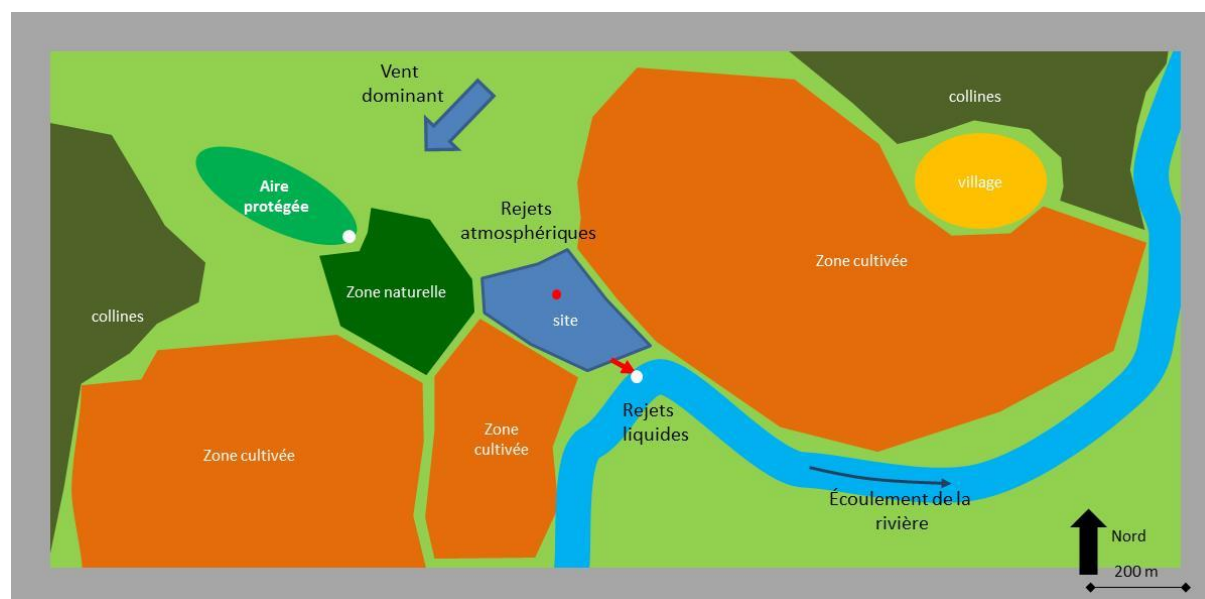 Vent
dominant
collines
Aire
protégée
village
Rejets
atmosphériques
Zone cultivée
Zone naturelle
collines
site
Rejets
liquides
Zone
cultivée
Zone cultivée
Écoulement de la
rivière
Nord
200 m